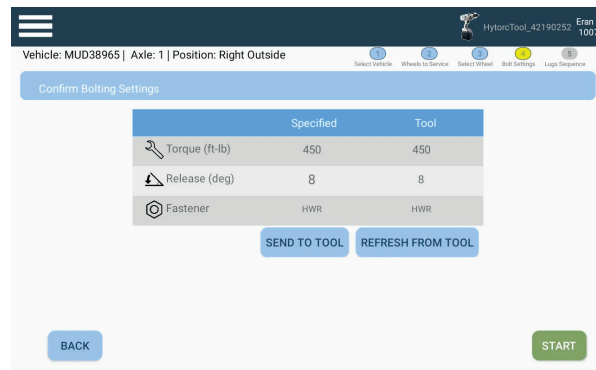 HytorcTool_42190252 Eran
Vehicle: MUD38965 | Axle: 1 | Position: Right Outside
1 2 3 4 5
Select Vehicle Wheels to Service Select Wheel Bolt Settings Lugs Sequence
Confirm Bolting Settings
Specified Tool
Torque (ft-lb) 450 450
Release (deg) 8 8
Fastener HWR HWR
SEND TO TOOL REFRESH FROM TOOL
BACK START